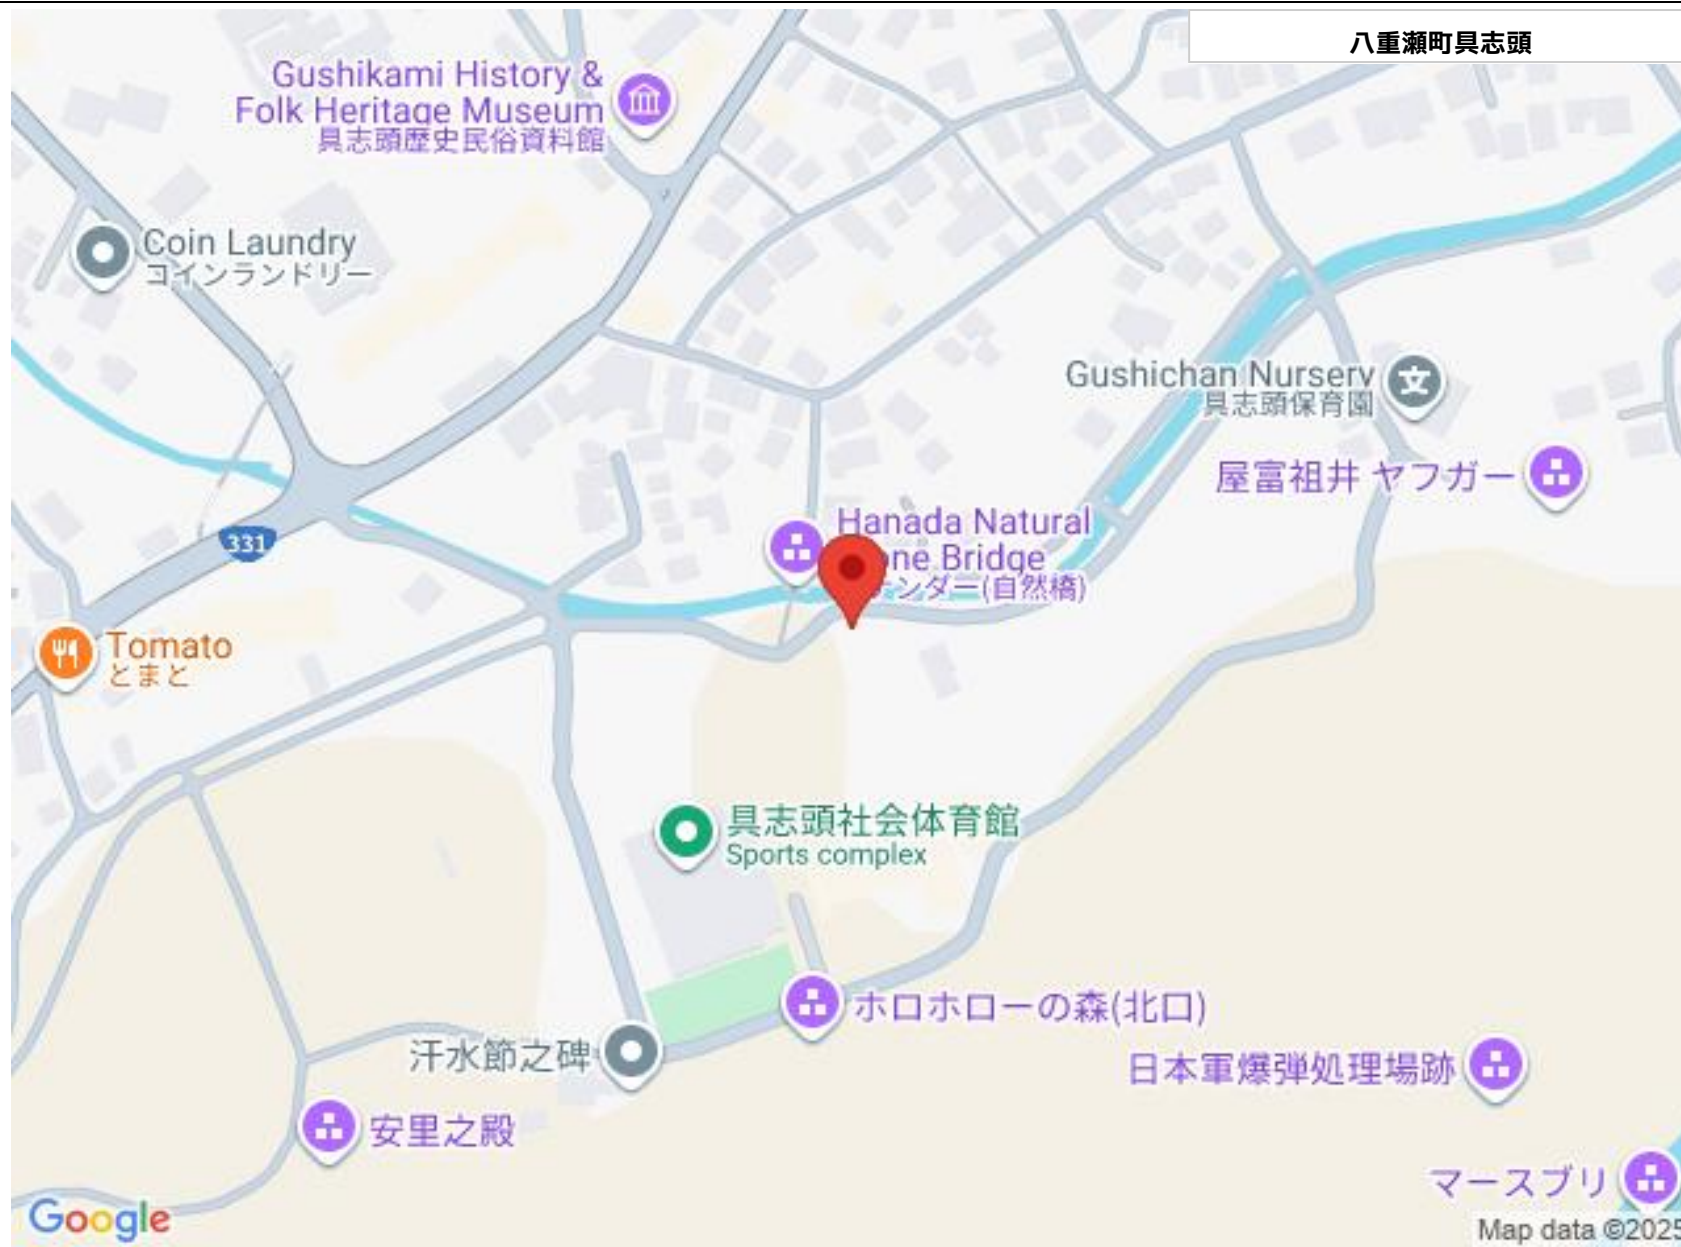 八重瀬町具志頭
Gushikami History &
Folk Heritage Museum
具志頭歴史民俗資料館
Coin Laundry
コインランドリー
Gushichan Nursery
具志頭保育園
屋富祖井 ヤフガー
331
Hanada Natural
one Bridge
ンダー(自然橋)
Tomato
とまと
具志頭社会体育館
Sports complex
ホロホローの森(北口)
汗水節之碑
日本軍爆弾処理場跡
安里之殿
マースブリ
Google
Map data ©2025